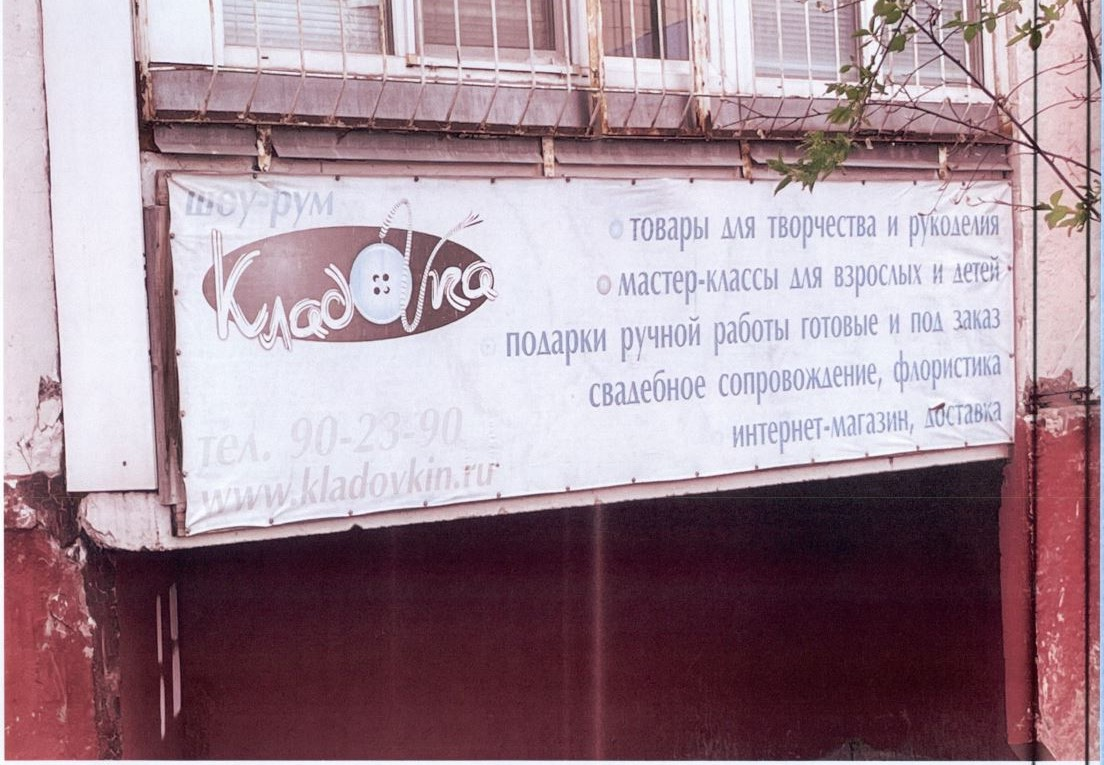 шоу-рум
Кладовка
товары для творчества и рукоделия
мастер-классы для взрослых и детей
подарки ручной работы готовые и под заказ
свадебное сопровождение, флористика
интернет-магазин, доставка
тел. 90-23-90
www.kladovkin.ru